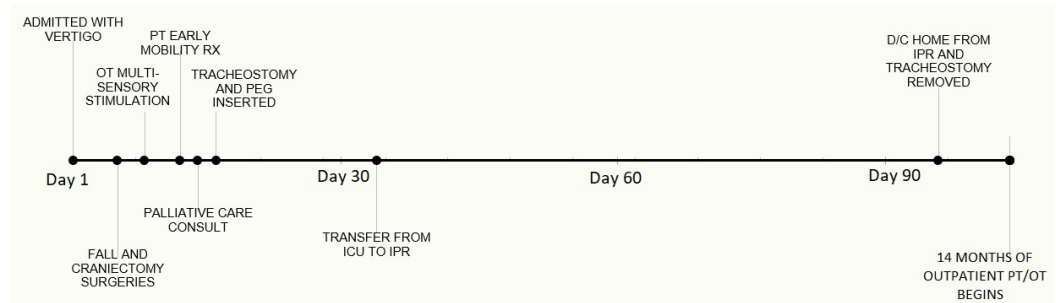 ADMITTED WITH
VERTIGO
OT MULTI-
SENSORY
STIMULATION
PT EARLY
MOBILITY RX
TRACHEOSTOMY
AND PEG
INSERTED
D/C HOME FROM
IPR AND
TRACHEOSTOMY
REMOVED
Day 1
Day 30
Day 60
Day 90
FALL AND
CRANIECTOMY
SURGERIES
PALLIATIVE CARE
CONSULT
TRANSFER FROM
ICU TO IPR
14 MONTHS OF
OUTPATIENT PT/OT
BEGINS